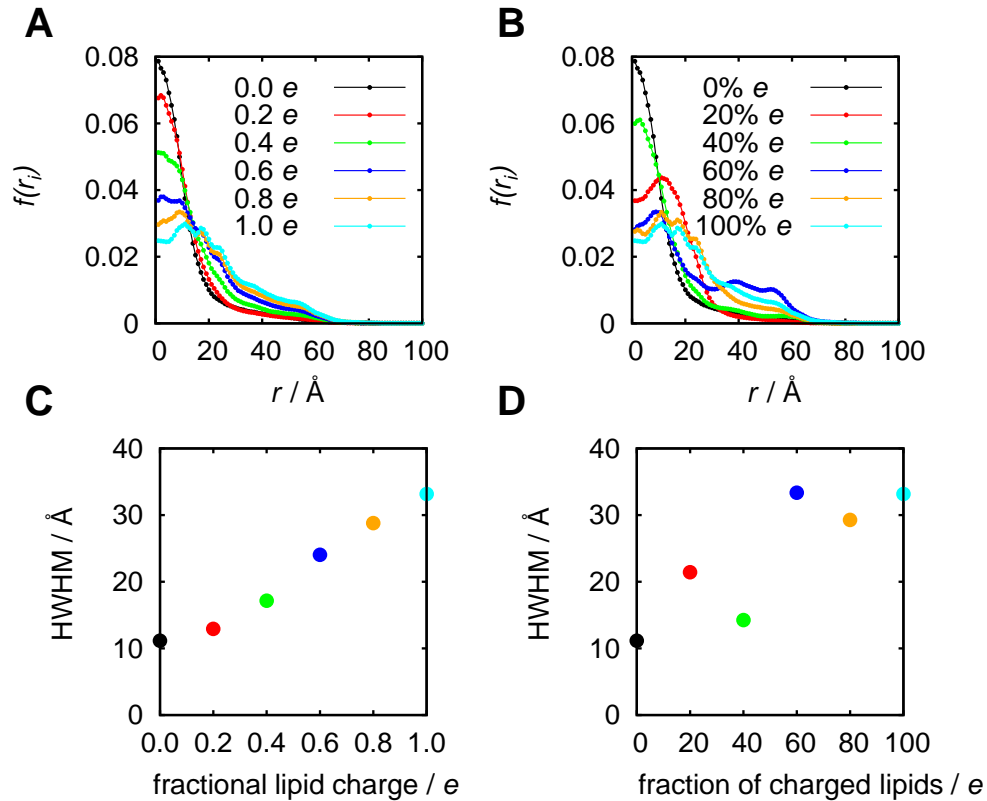 A
B
0.08
0.06
0.04
0.02
0
f(rᵢ)
0.0 e
0.2 e
0.4 e
0.6 e
0.8 e
1.0 e
0 20 40 60 80 100
r / Å
0.08
0.06
0.04
0.02
0
f(rᵢ)
0% e
20% e
40% e
60% e
80% e
100% e
0 20 40 60 80 100
r / Å
C
D
40
30
20
10
0
HWHM / Å
0.0 0.2 0.4 0.6 0.8 1.0
fractional lipid charge / e
40
30
20
10
0
HWHM / Å
0 20 40 60 80 100
fraction of charged lipids / e